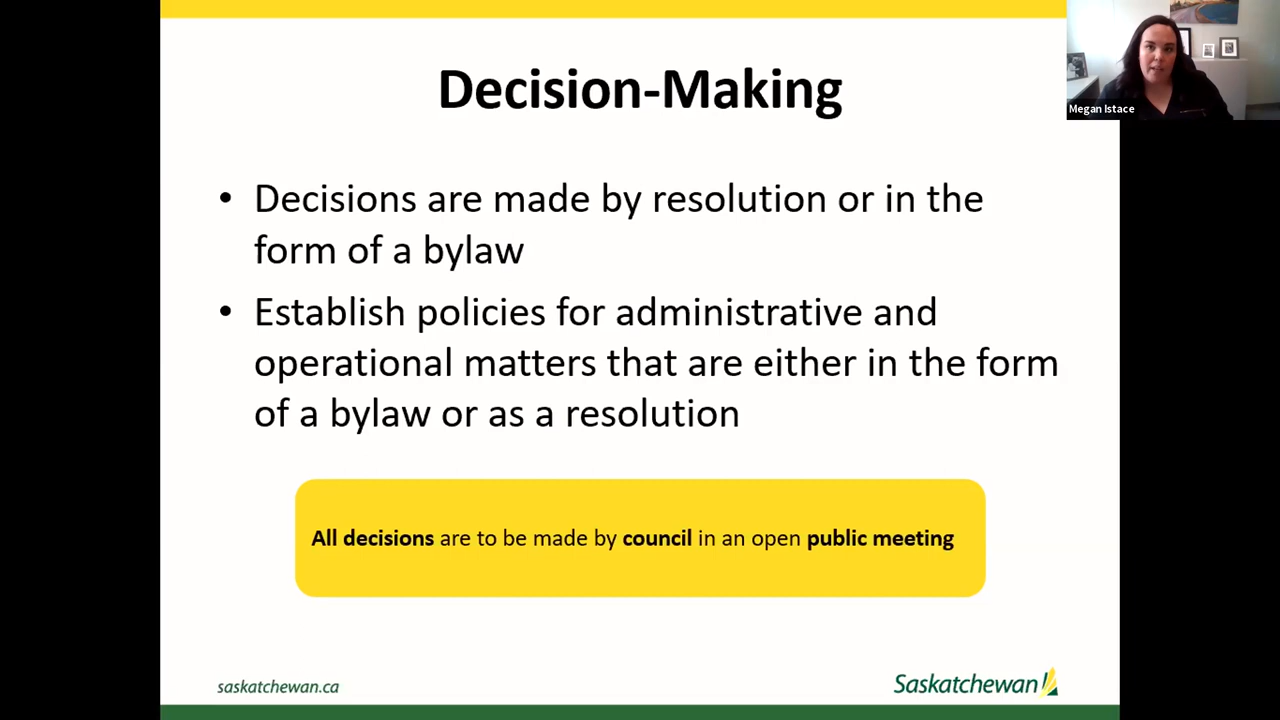 Decision-Making
Megan Istace
• Decisions are made by resolution or in the
form of a bylaw
• Establish policies for administrative and
operational matters that are either in the form
of a bylaw or as a resolution
All decisions are to be made by council in an open public meeting
saskatchewan.ca
Saskatchewan